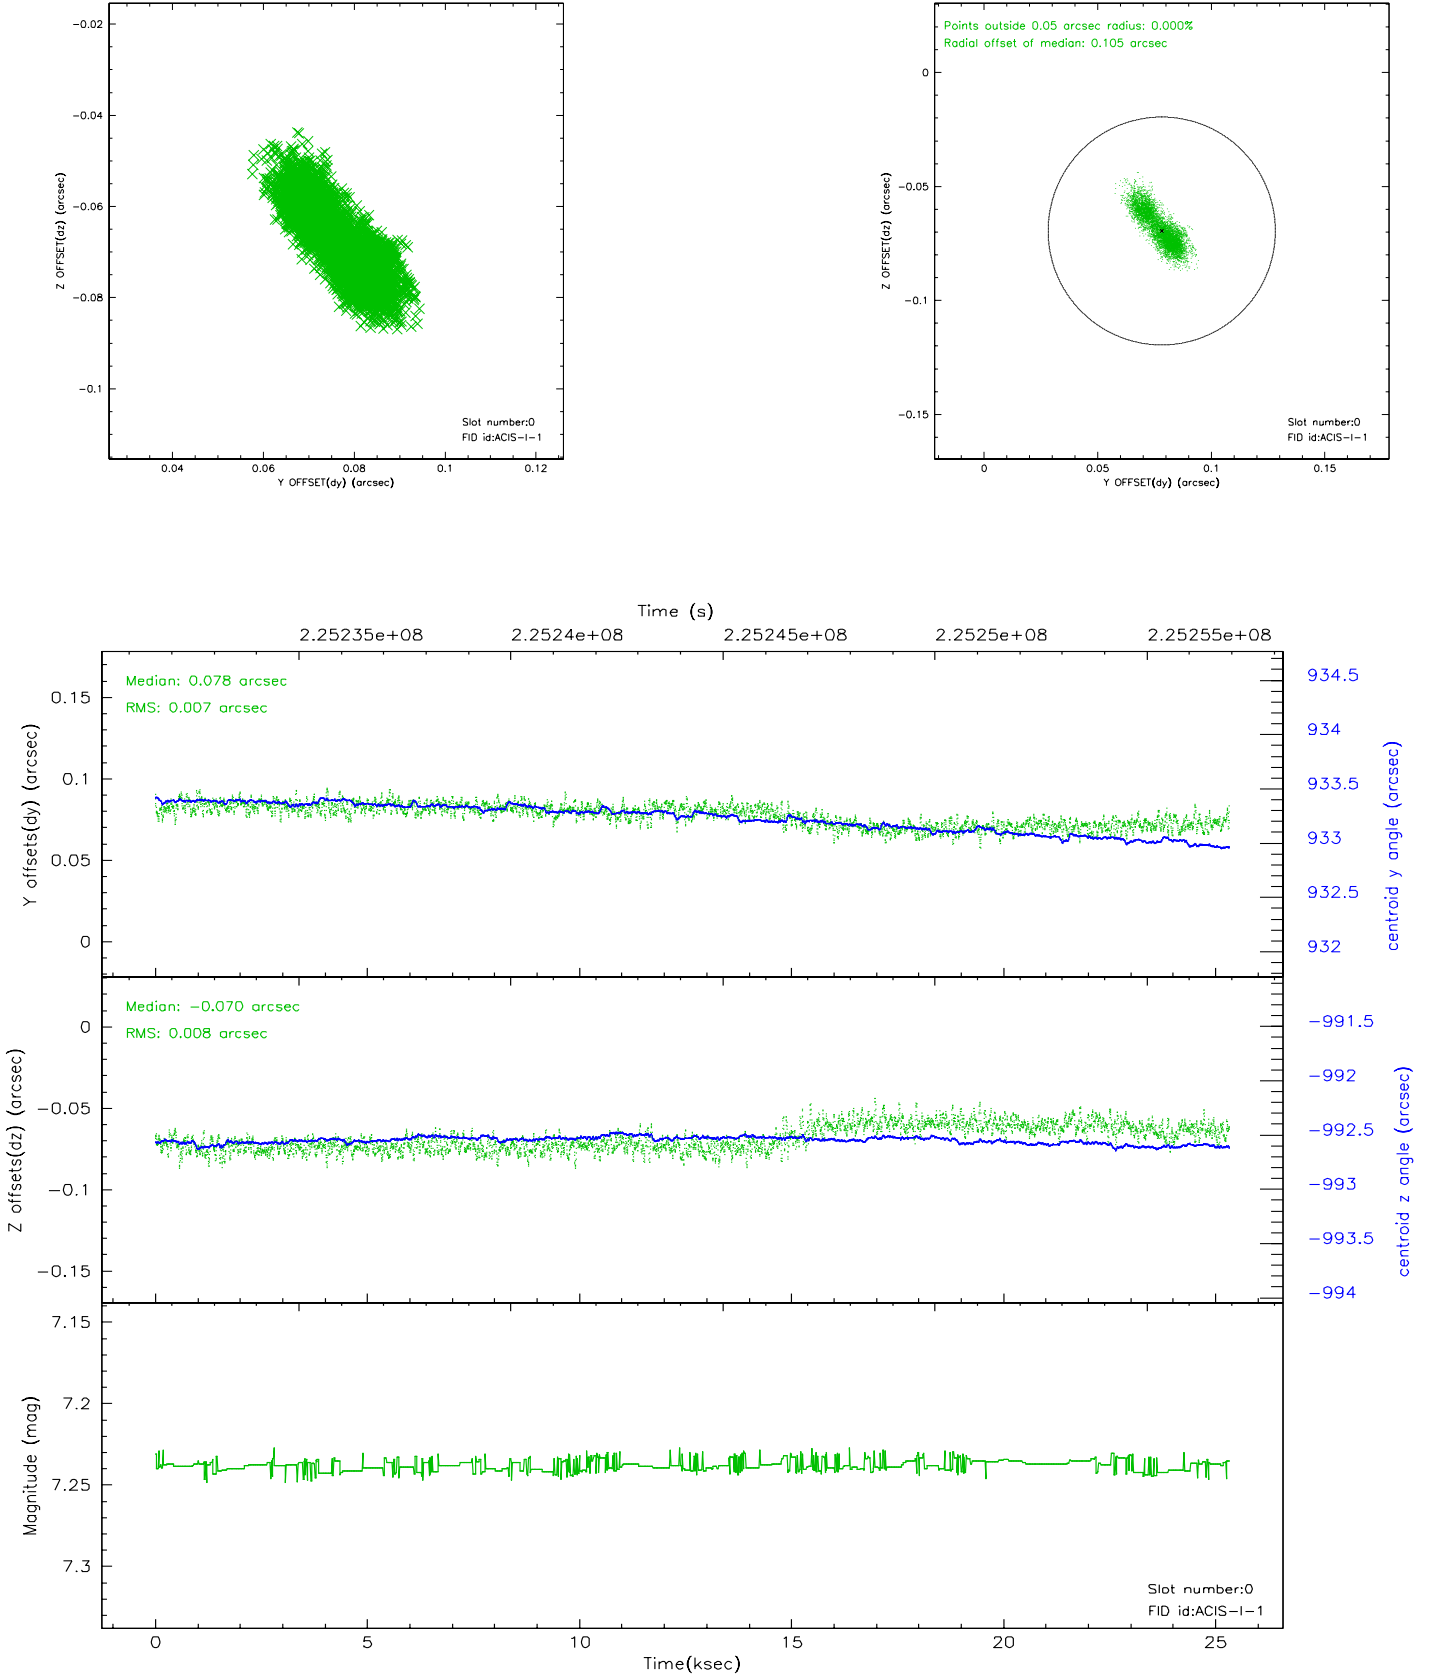 −0.02
−0.04
−0.06
−0.08
−0.1
Z OFFSET(dz) (arcsec)
Slot number:0
FID id:ACIS−I−1
0.04 0.06 0.08 0.1 0.12
Y OFFSET(dy) (arcsec)
Points outside 0.05 arcsec radius: 0.000%
Radial offset of median: 0.105 arcsec
0
−0.05
−0.1
−0.15
Z OFFSET(dz) (arcsec)
Slot number:0
FID id:ACIS−I−1
0 0.05 0.1 0.15
Y OFFSET(dy) (arcsec)
Time (s)
2.25235e+08 2.2524e+08 2.25245e+08 2.2525e+08 2.25255e+08
Median: 0.078 arcsec
RMS: 0.007 arcsec
0.15
0.1
0.05
0
Y offsets(dy) (arcsec)
934.5
934
933.5
933
932.5
932
centroid y angle (arcsec)
Median: −0.070 arcsec
RMS: 0.008 arcsec
0
−0.05
−0.1
−0.15
Z offsets(dz) (arcsec)
−991.5
−992
−992.5
−993
−993.5
−994
centroid z angle (arcsec)
7.15
7.2
7.25
7.3
Magnitude (mag)
Slot number:0
FID id:ACIS−I−1
0 5 10 15 20 25
Time(ksec)